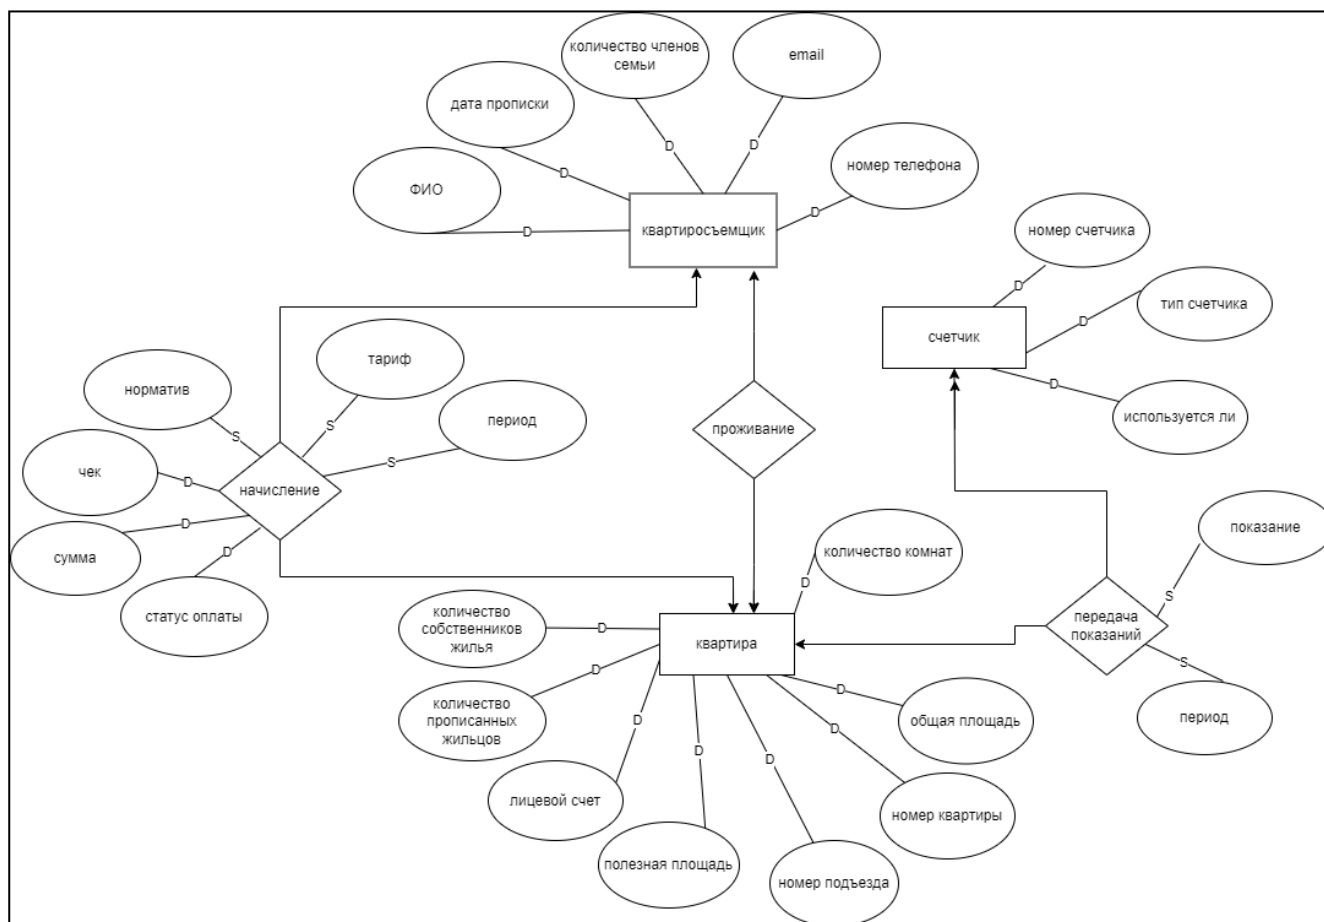 количество членов
семьи
email
дата прописки
номер телефона
ФИО
D
D
D
D
D
квартиросъемщик
номер счетчика
D
тип счетчика
D
счетчик
используется ли
D
тариф
норматив
период
S
S
S
проживание
чек
D
начисление
сумма
D
D
статус оплаты
показание
S
количество комнат
D
передача
показаний
S
период
количество
собственников
жилья
D
квартира
количество
прописанных
жильцов
D
D
общая площадь
D
лицевой счет
D
номер квартиры
D
полезная площадь
D
номер подъезда